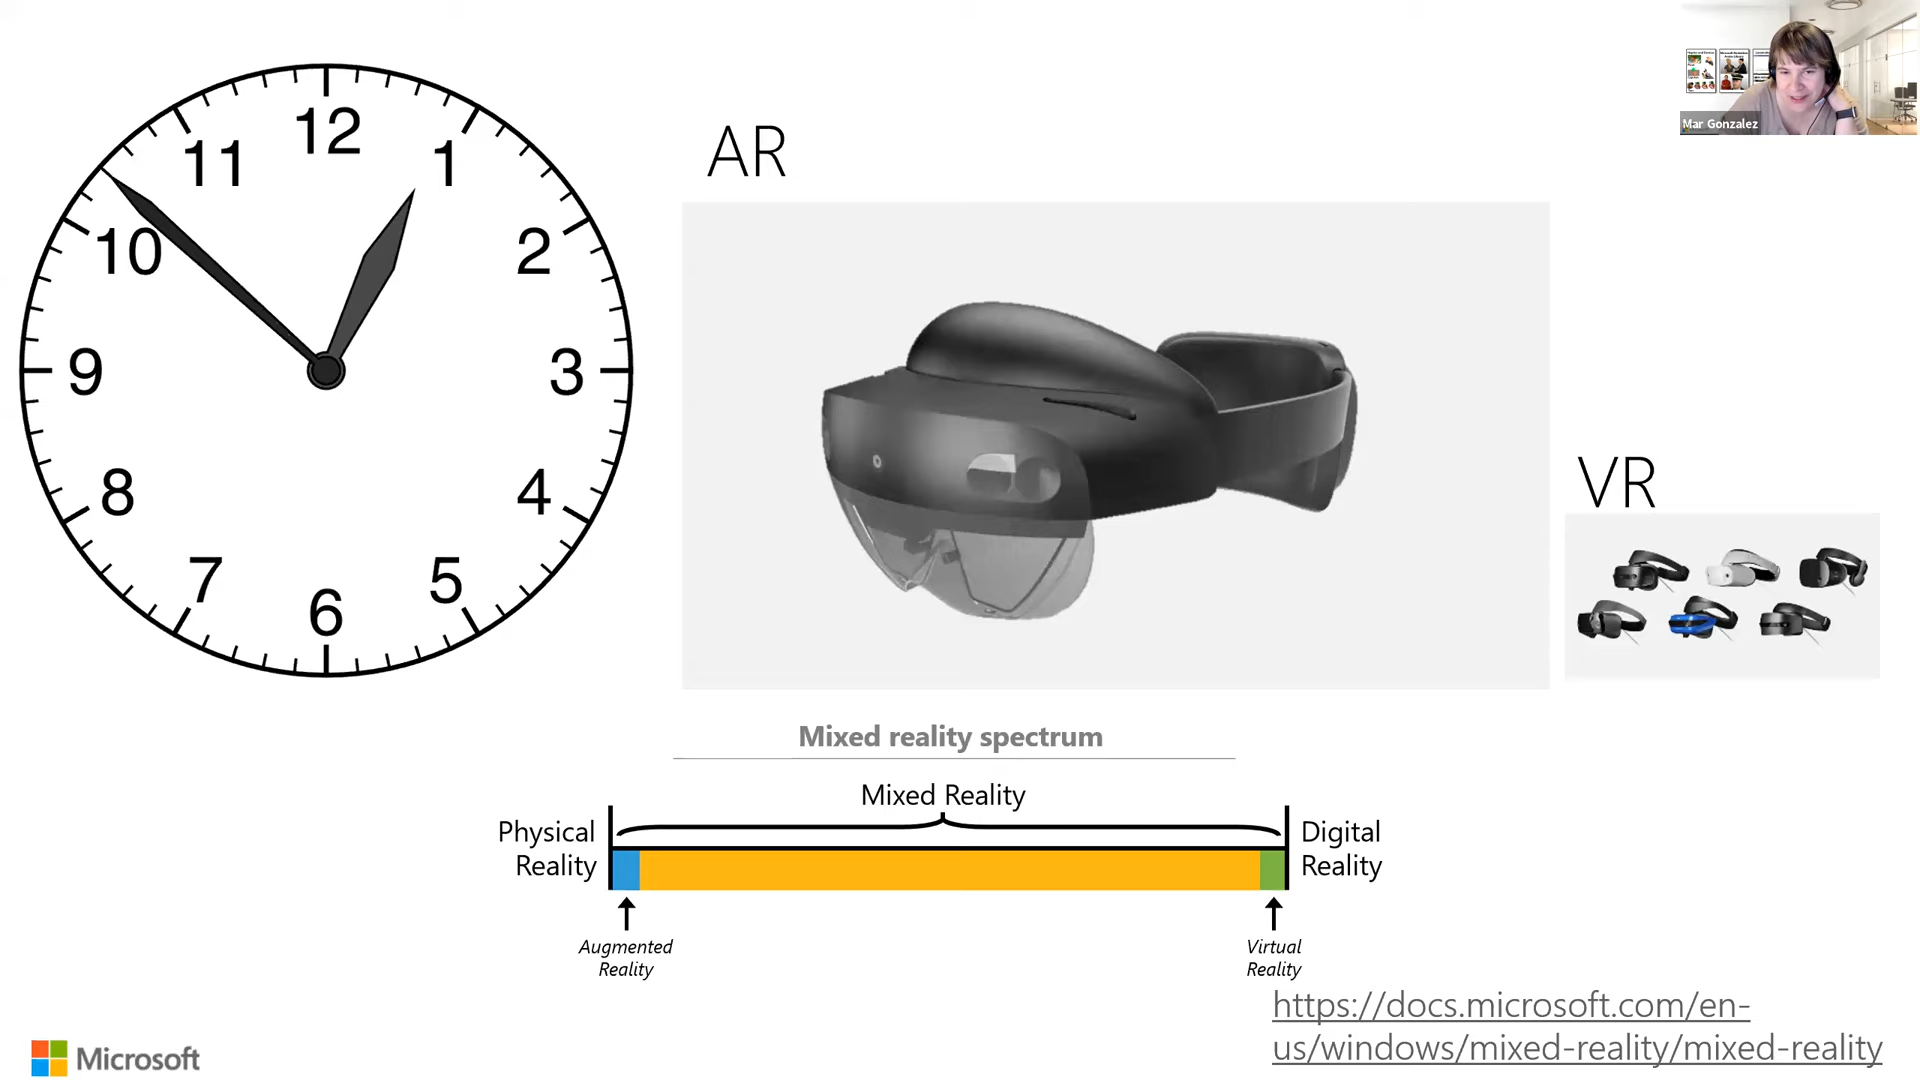 12
1
2
3
4
5
6
7
8
9
10
11
AR
Mar Gonzalez
VR
Mixed reality spectrum
Mixed Reality
Physical
Reality
Digital
Reality
Augmented
Reality
Virtual
Reality
https://docs.microsoft.com/en-
us/windows/mixed-reality/mixed-reality
Microsoft